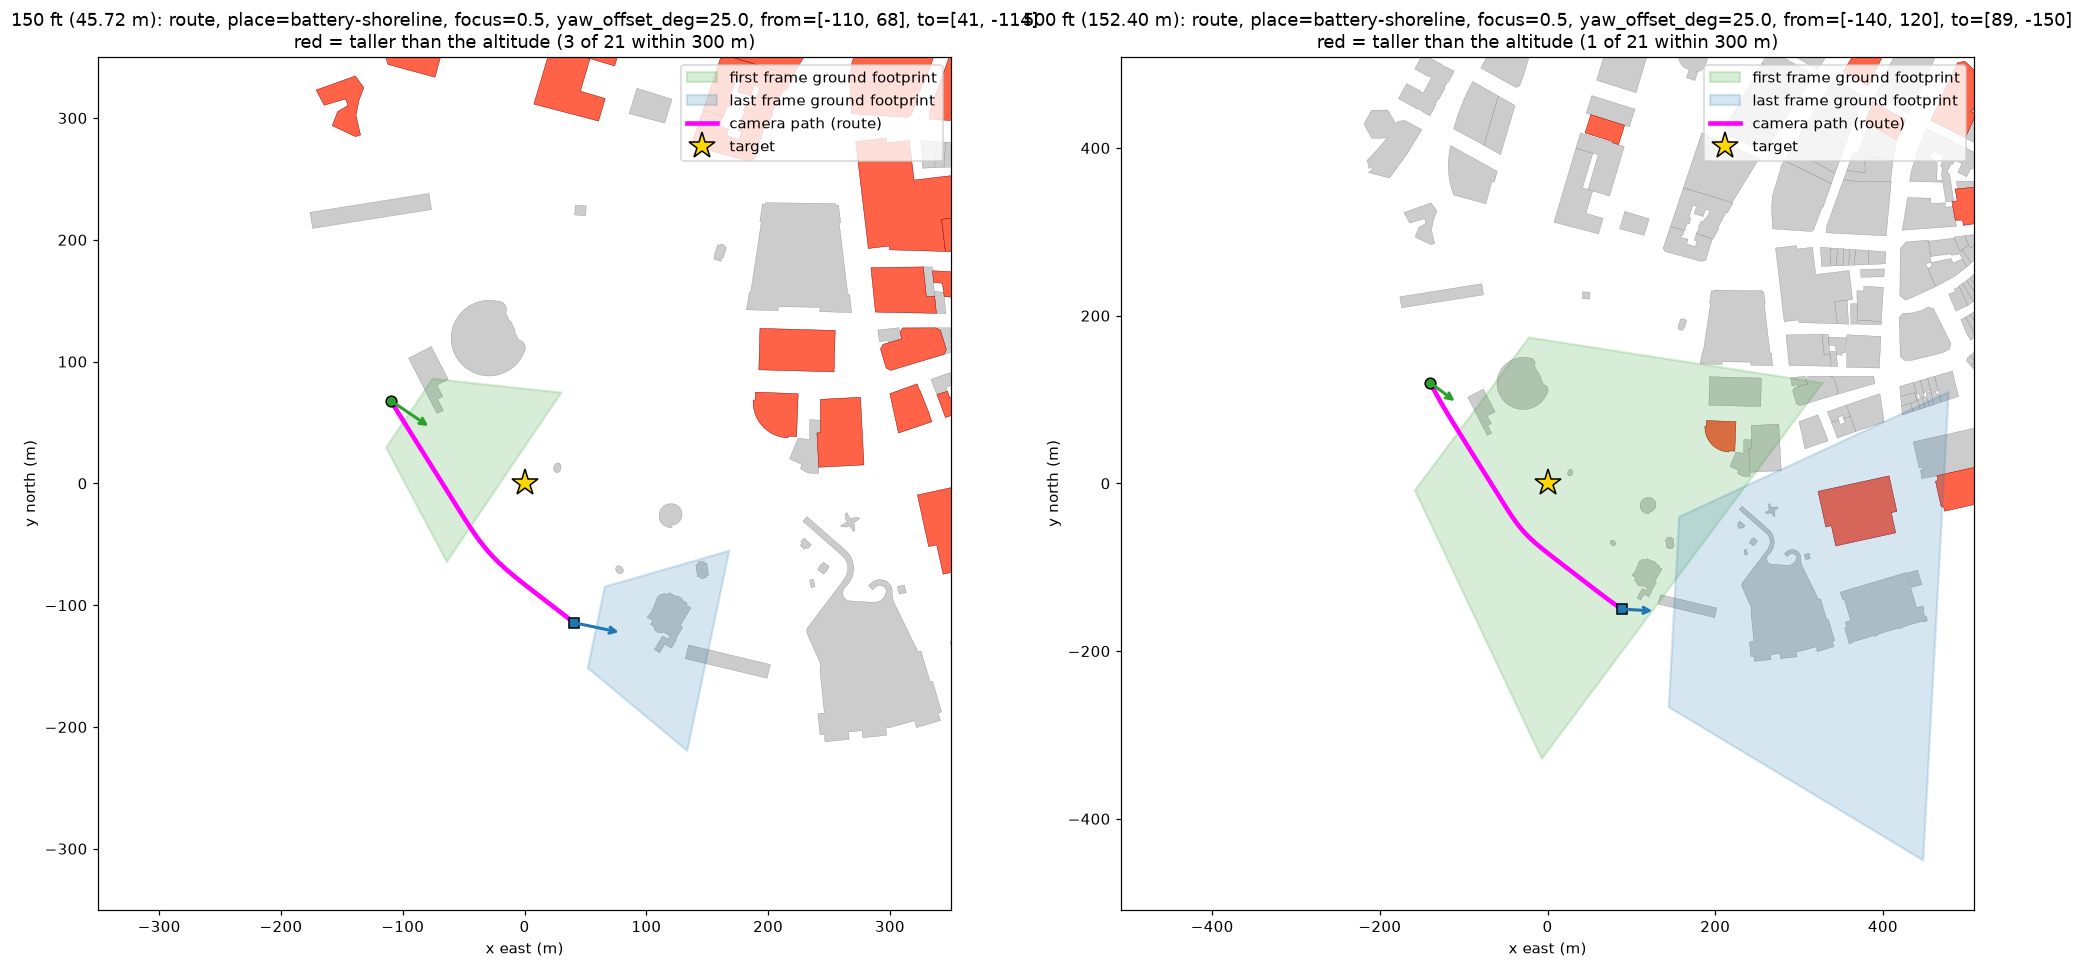 150 ft (45.72 m): route, place=battery-shoreline, focus=0.5, yaw_offset_deg=25.0, from=[-110, 68], to=[41, -114]
red = taller than the altitude (3 of 21 within 300 m)
first frame ground footprint
last frame ground footprint
camera path (route)
target
300
200
100
0
−100
−200
−300
y north (m)
−300
−200
−100
0
100
200
300
x east (m)
500 ft (152.40 m): route, place=battery-shoreline, focus=0.5, yaw_offset_deg=25.0, from=[-140, 120], to=[89, -150]
red = taller than the altitude (1 of 21 within 300 m)
first frame ground footprint
last frame ground footprint
camera path (route)
target
400
200
0
−200
−400
y north (m)
−400
−200
0
200
400
x east (m)